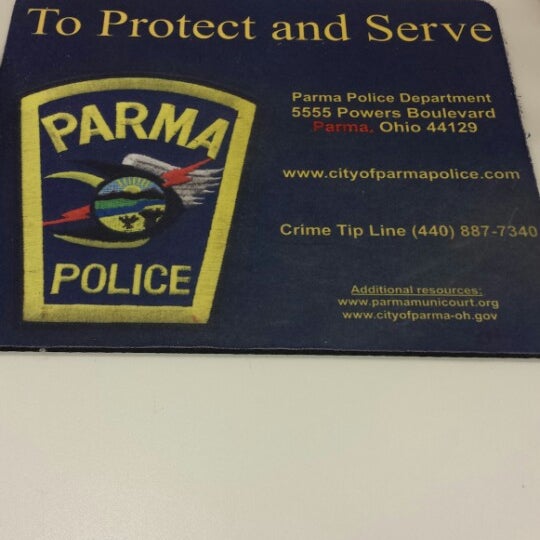 To Protect and Serve
PARMA
POLICE
Parma Police Department
5555 Powers Boulevard
Parma, Ohio 44129
www.cityofparmapolice.com
Crime Tip Line (440) 887-7340
Additional resources:
www.parmamunicourt.org
www.cityofparma-oh.gov